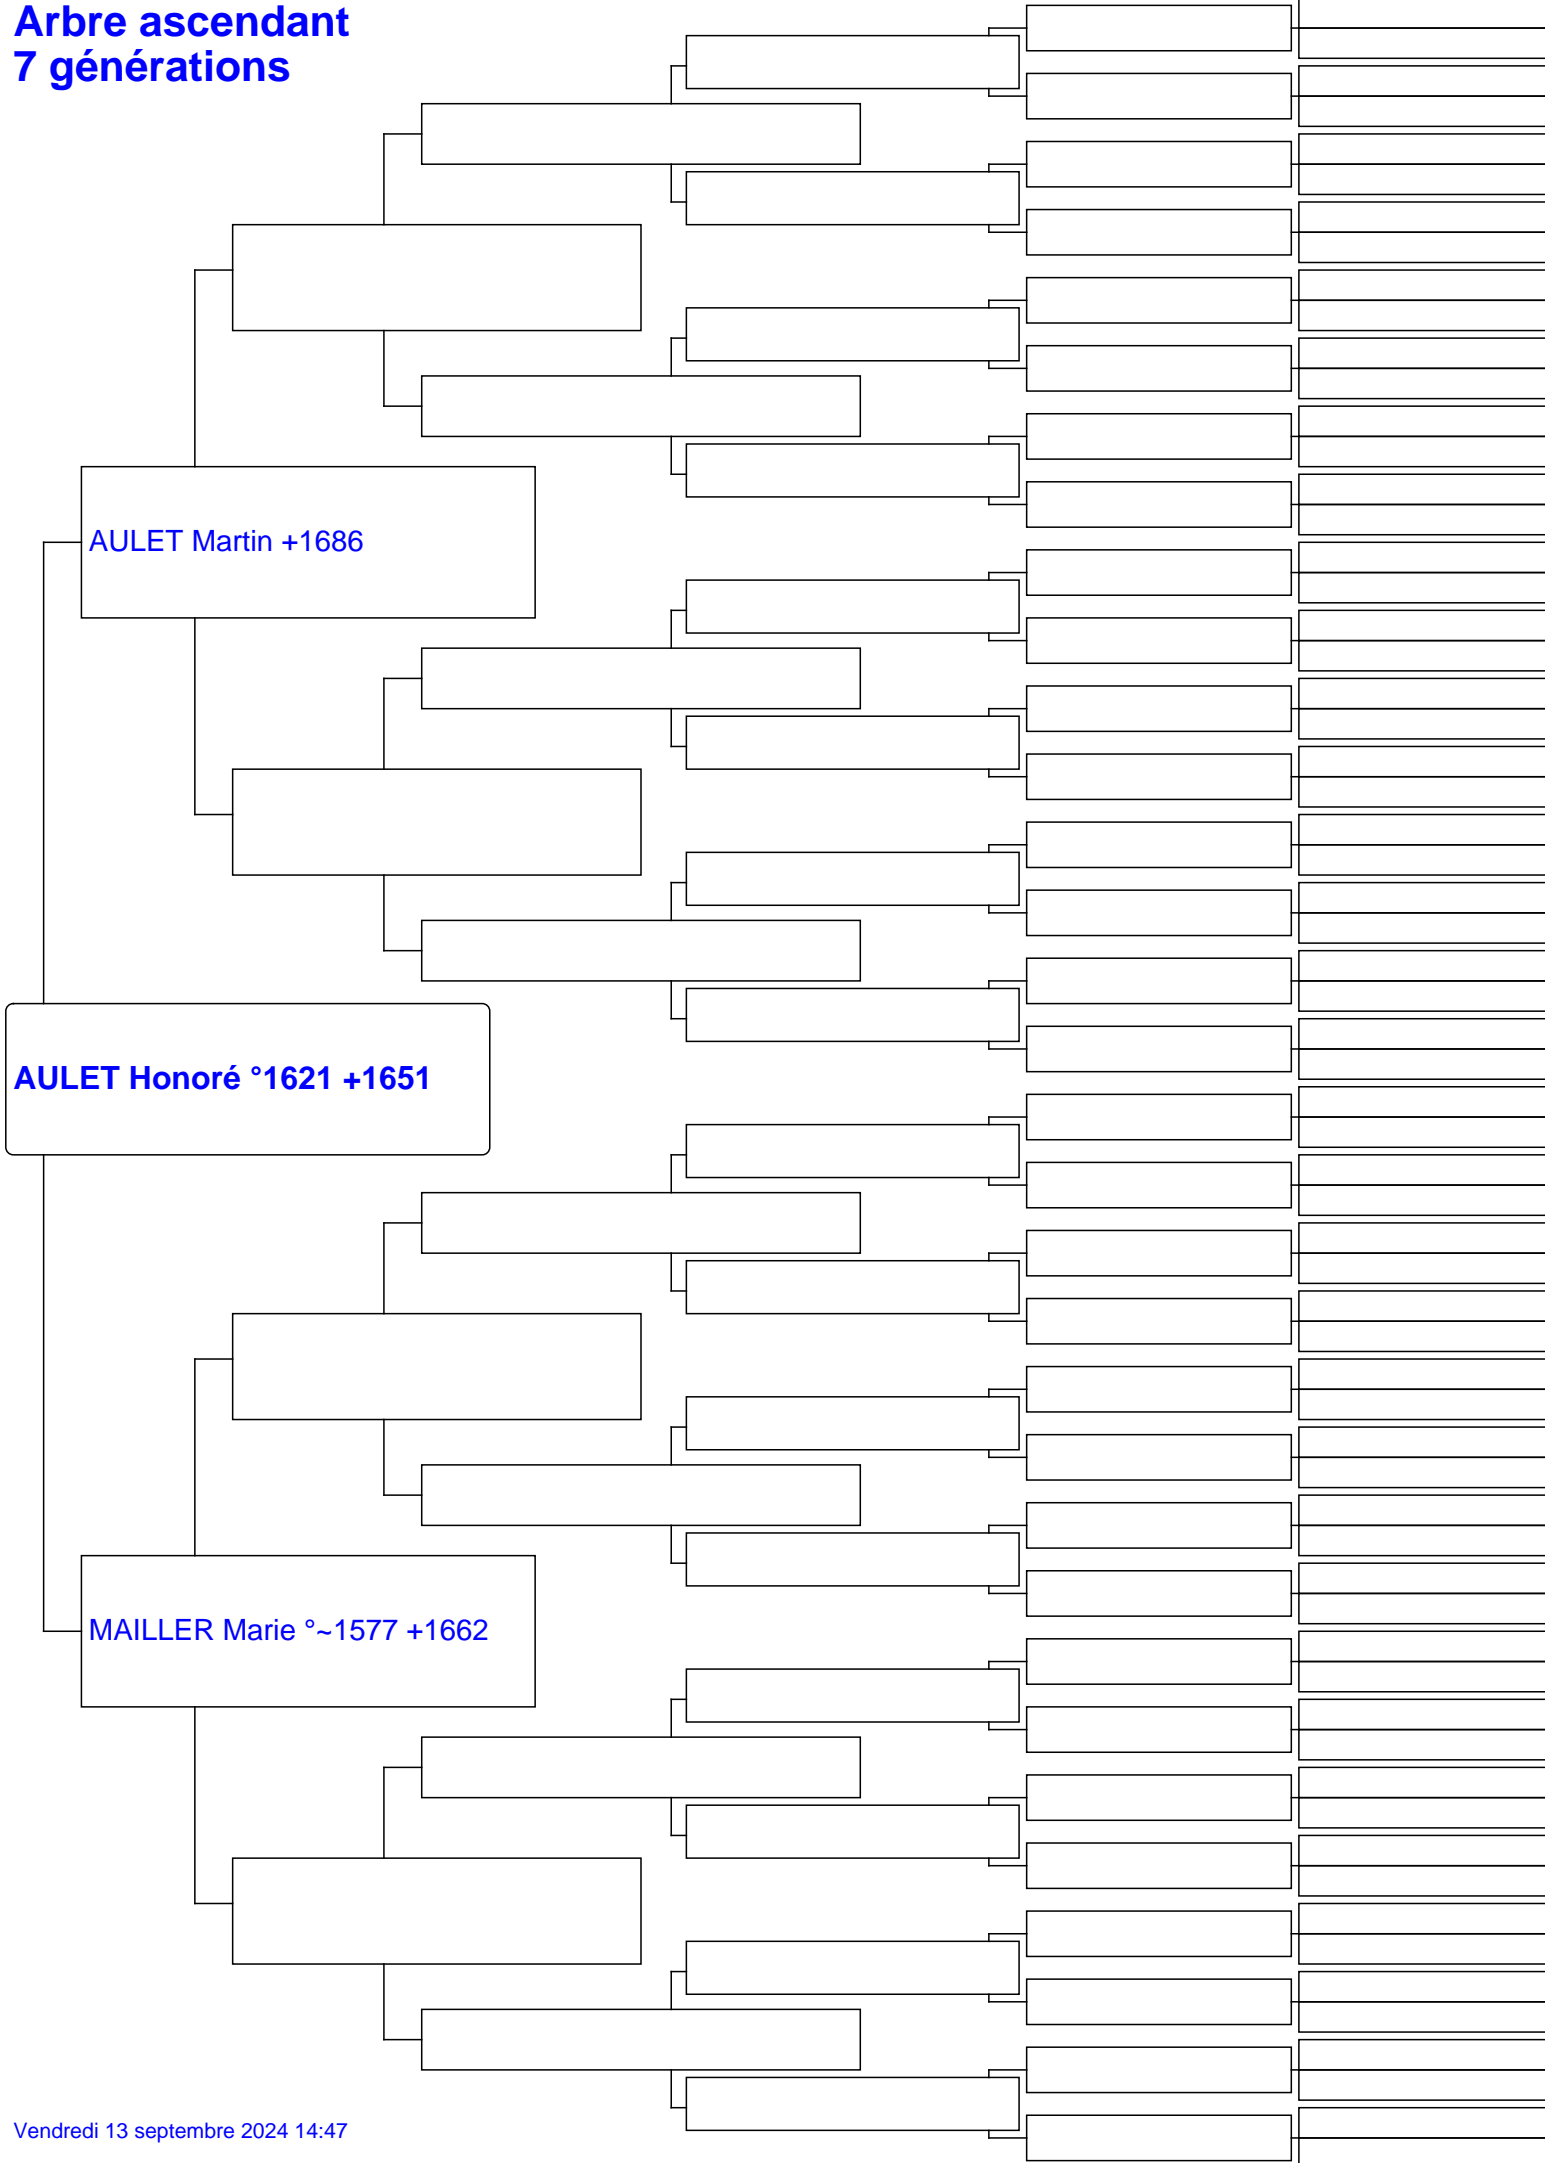 Arbre ascendant
7 générations
AULET Martin +1686
AULET Honoré °1621 +1651
MAILLER Marie °~1577 +1662
Vendredi 13 septembre 2024 14:47